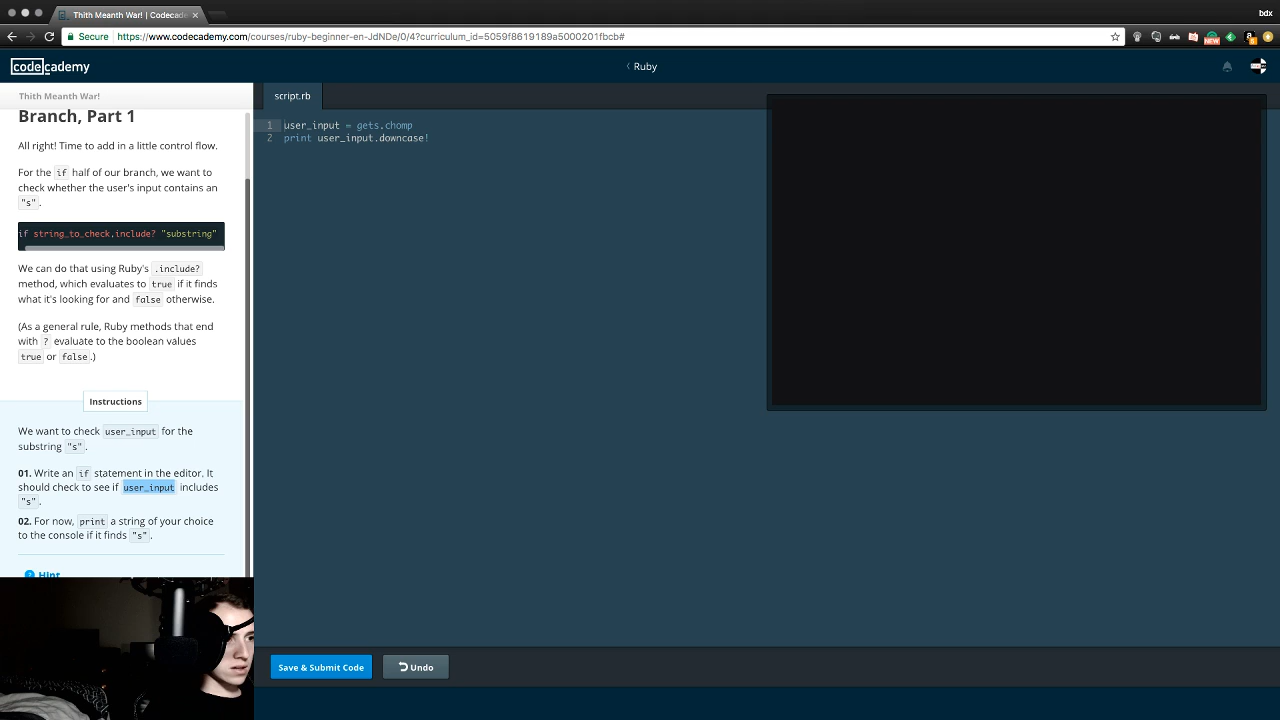 Thith Meanth War! | Codecade
bdx
Secure https://www.codecademy.com/courses/ruby-beginner-en-JdNDe/0/4?curriculum_id=5059f8619189a5000201fbcb#
NEW
codecademy
Ruby
Thith Meanth War!
Branch, Part 1
All right! Time to add in a little control flow.
For the if half of our branch, we want to
check whether the user's input contains an
"s".
if string_to_check.include? "substring"
We can do that using Ruby's .include?
method, which evaluates to true if it finds
what it's looking for and false otherwise.
(As a general rule, Ruby methods that end
with ? evaluate to the boolean values
true or false.)
Instructions
We want to check user_input for the
substring "s".
01. Write an if statement in the editor. It
should check to see if user_input includes
"s".
02. For now, print a string of your choice
to the console if it finds "s".
Hint
script.rb
1 user_input = gets.chomp
2 print user_input.downcase!
Save & Submit Code
Undo